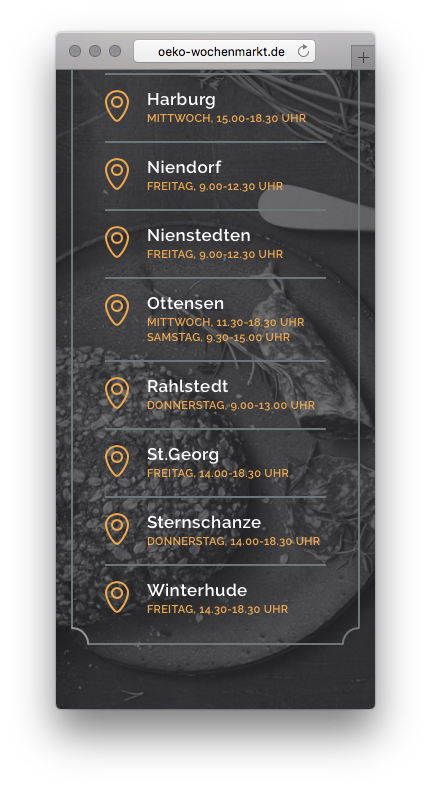 oeko-wochenmarkt.de
Harburg
MITTWOCH, 15.00-18.30 UHR
Niendorf
FREITAG, 9.00-12.30 UHR
Nienstedten
FREITAG, 9.00-12.30 UHR
Ottensen
MITTWOCH, 11.30-18.30 UHR
SAMSTAG, 9.30-15.00 UHR
Rahlstedt
DONNERSTAG, 9.00-13.00 UHR
St.Georg
FREITAG, 14.00-18.30 UHR
Sternschanze
DONNERSTAG, 14.00-18.30 UHR
Winterhude
FREITAG, 14.30-18.30 UHR